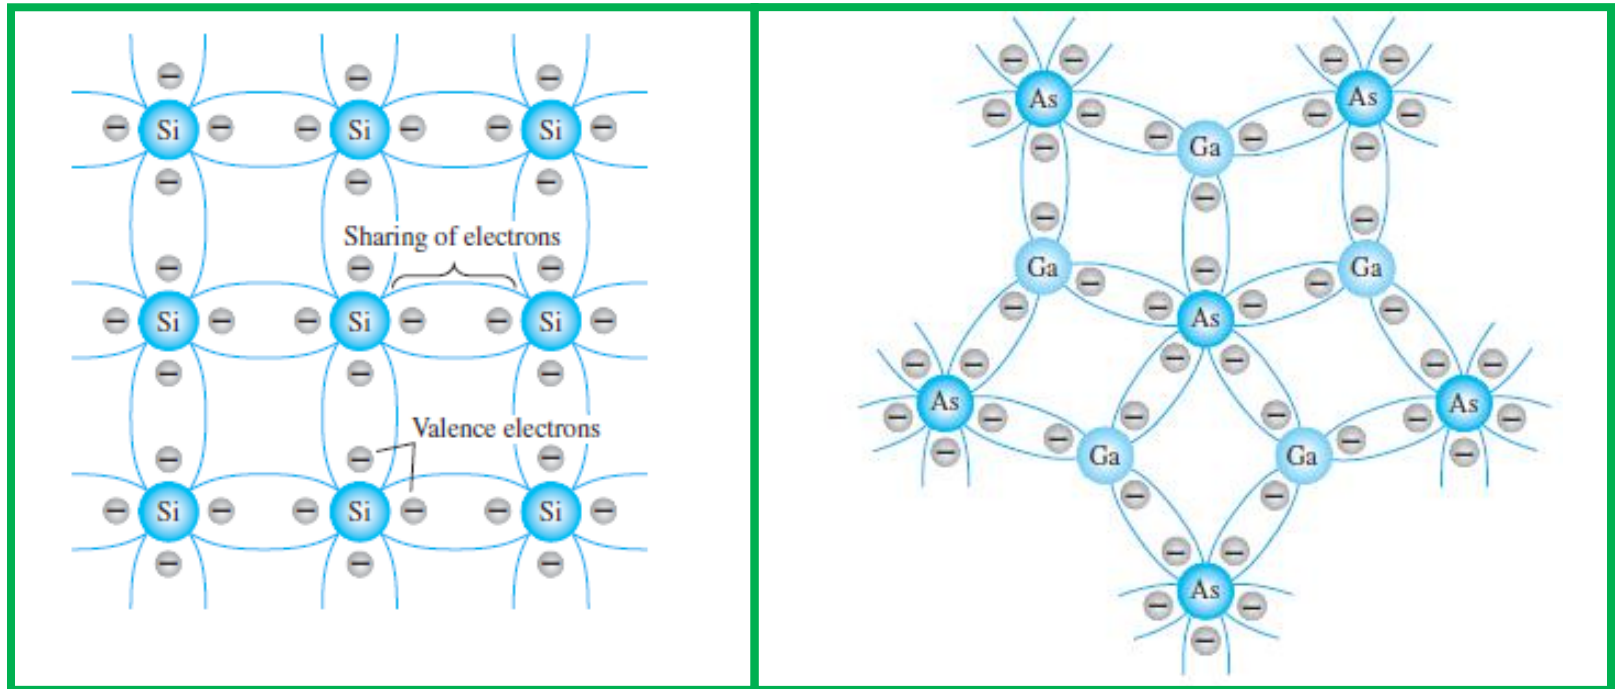 Si Si Si
Sharing of electrons
Si Si Si
Valence electrons
Si Si Si
As As
Ga
Ga Ga
As
As As
Ga Ga
As